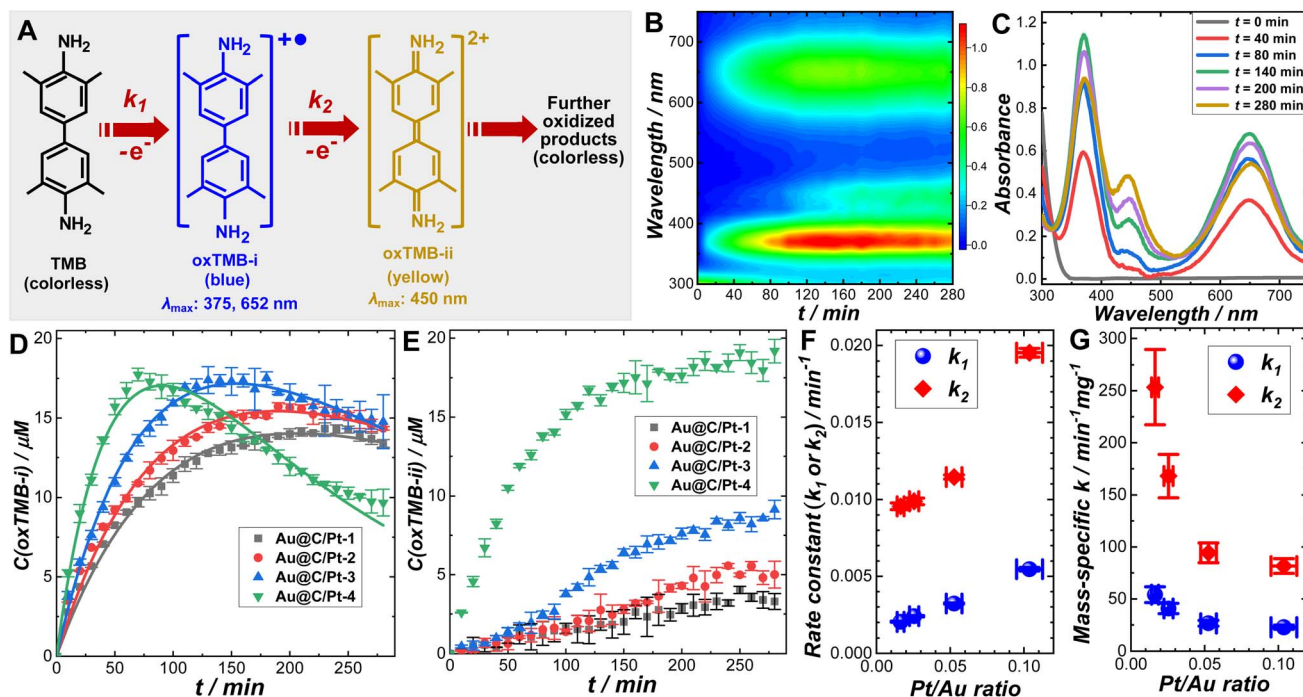 A
NH₂
NH₂
TMB
(colorless)
k₁
-e⁻
NH₂
+●
NH₂
oxTMB-i
(blue)
λmax: 375, 652 nm
k₂
-e⁻
NH₂
2+
NH₂
oxTMB-ii
(yellow)
λmax: 450 nm
Further
oxidized
products
(colorless)
B
Wavelength / nm
700
600
500
400
300
0 40 80 120 160 200 240 280
t / min
1.0
0.8
0.6
0.4
0.2
0.0
C
Absorbance
1.2
1.0
0.8
0.6
0.4
0.2
0.0
300 400 500 600 700
Wavelength / nm
t = 0 min
t = 40 min
t = 80 min
t = 140 min
t = 200 min
t = 280 min
D
C(oxTMB-i) / μM
20
15
10
5
0
0 50 100 150 200 250
t / min
Au@C/Pt-1
Au@C/Pt-2
Au@C/Pt-3
Au@C/Pt-4
E
C(oxTMB-ii) / μM
20
15
10
5
0
0 50 100 150 200 250
t / min
Au@C/Pt-1
Au@C/Pt-2
Au@C/Pt-3
Au@C/Pt-4
F
Rate constant (k₁ or k₂) / min⁻¹
0.020
0.015
0.010
0.005
0.000
0.00 0.05 0.10
Pt/Au ratio
k₁
k₂
G
Mass-specific k / min⁻¹ mg⁻¹
300
250
200
150
100
50
0
0.00 0.05 0.10
Pt/Au ratio
k₁
k₂